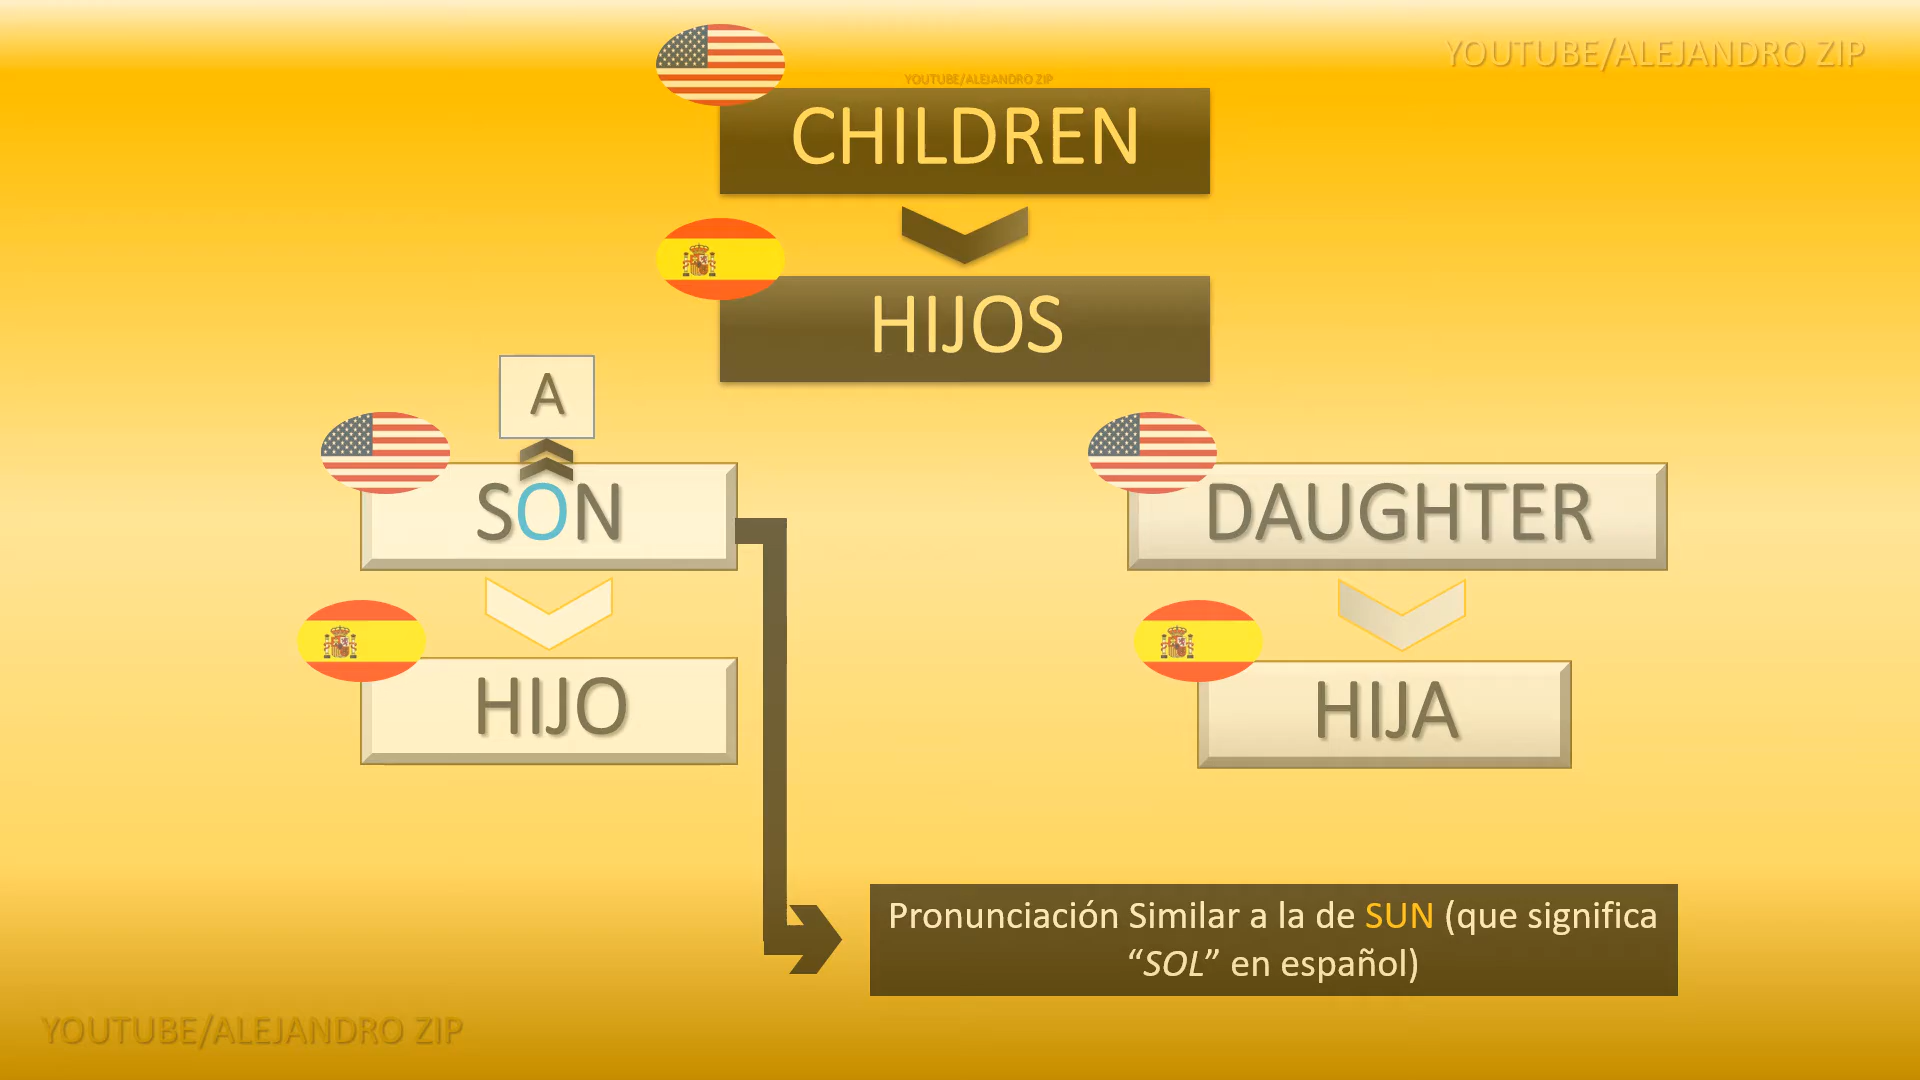 YOUTUBE/ALEJANDRO ZIP
YOUTUBE/ALEJANDRO ZIP
CHILDREN
HIJOS
A
SON
DAUGHTER
HIJO
HIJA
Pronunciación Similar a la de SUN (que significa
“SOL” en español)
YOUTUBE/ALEJANDRO ZIP